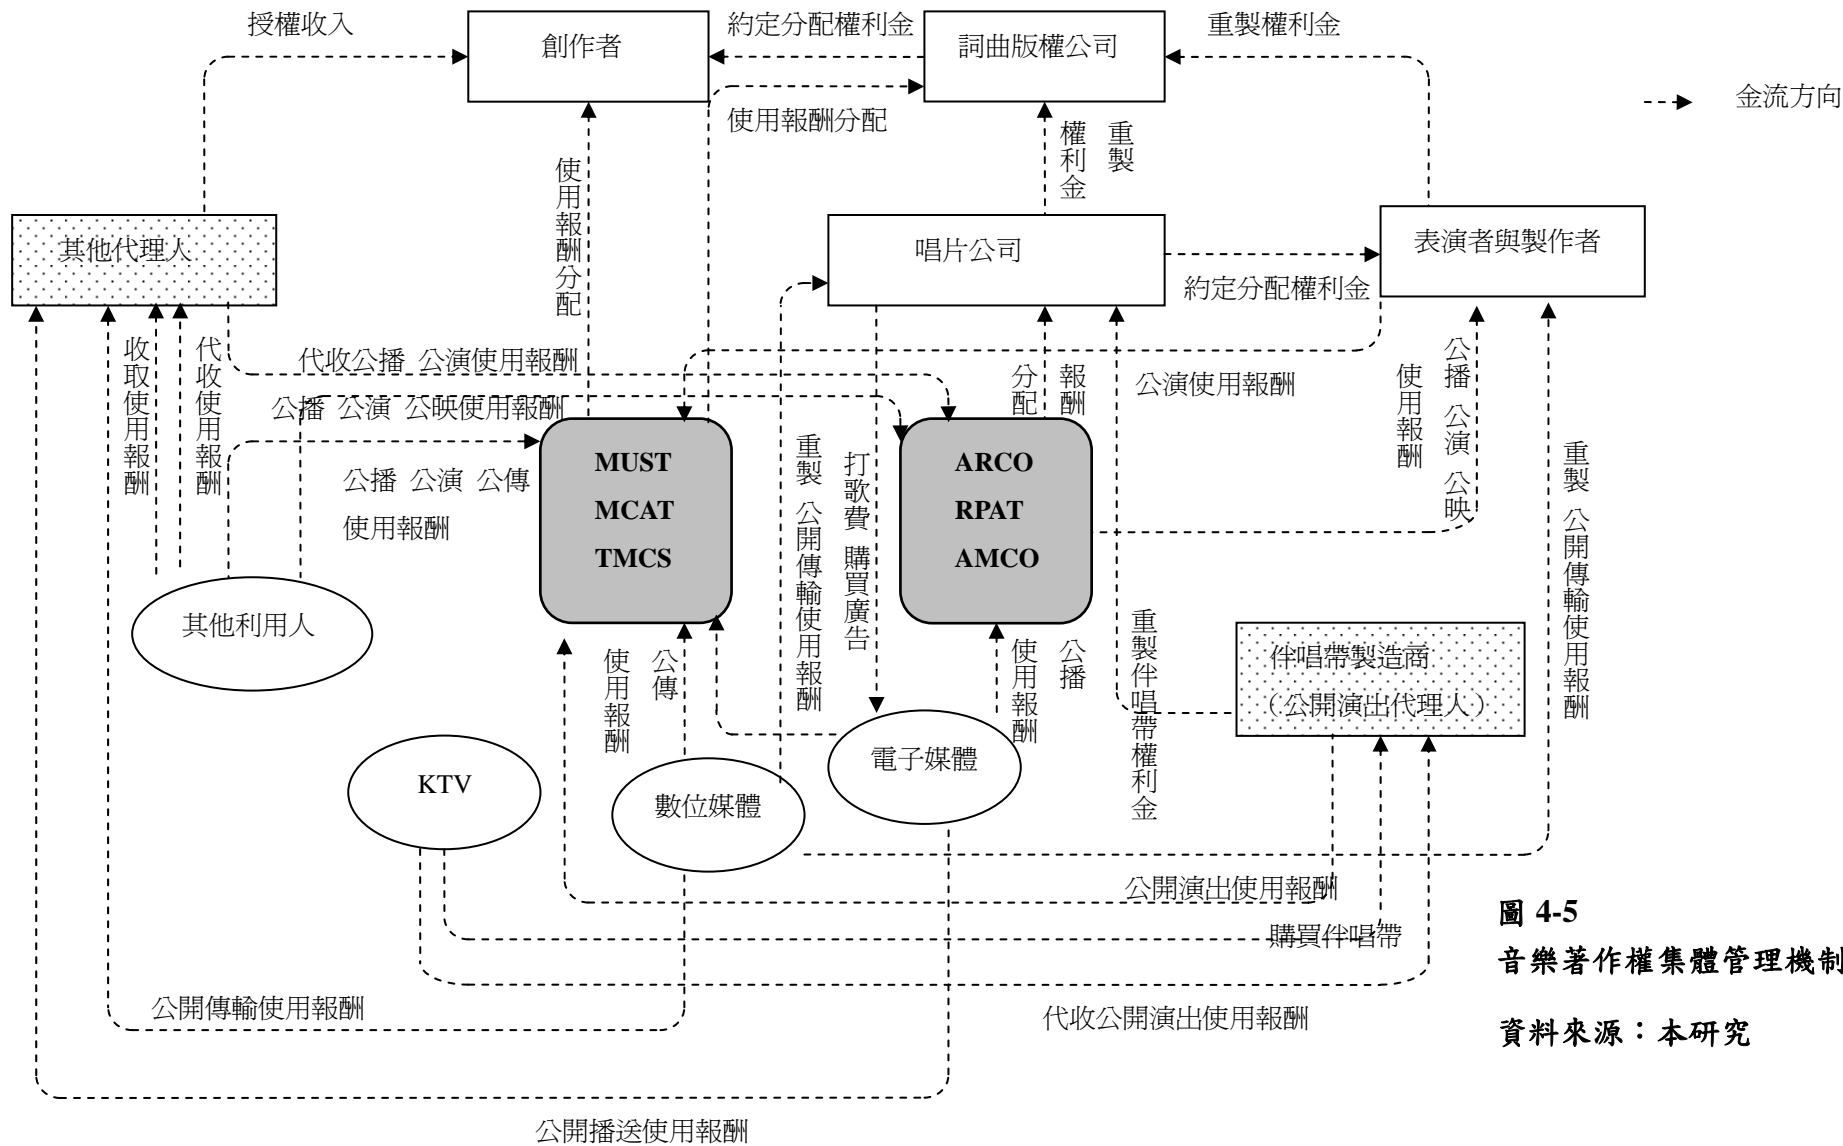 授權收入
創作者
約定分配權利金
詞曲版權公司
重製權利金
金流方向
使用報酬分配
使用報酬分配
重製
權利金
其他代理人
唱片公司
表演者與製作者
約定分配權利金
收取使用報酬
代收使用報酬
代收公播 公演使用報酬
公播 公演 公映使用報酬
公播 公演 公傳
使用報酬
MUST
MCAT
TMCS
重製 公開傳輸使用報酬
打歌費 購買廣告
報酬
分配
ARCO
RPAT
AMCO
公演使用報酬
公播 公演 公映
使用報酬
重製 公開傳輸使用報酬
其他利用人
公傳
使用報酬
公播
使用報酬
重製伴唱帶權利金
伴唱帶製造商
（公開演出代理人）
KTV
數位媒體
電子媒體
公開演出使用報酬
購買伴唱帶
公開傳輸使用報酬
代收公開演出使用報酬
公開播送使用報酬
圖 4-5
音樂著作權集體管理機制
資料來源：本研究